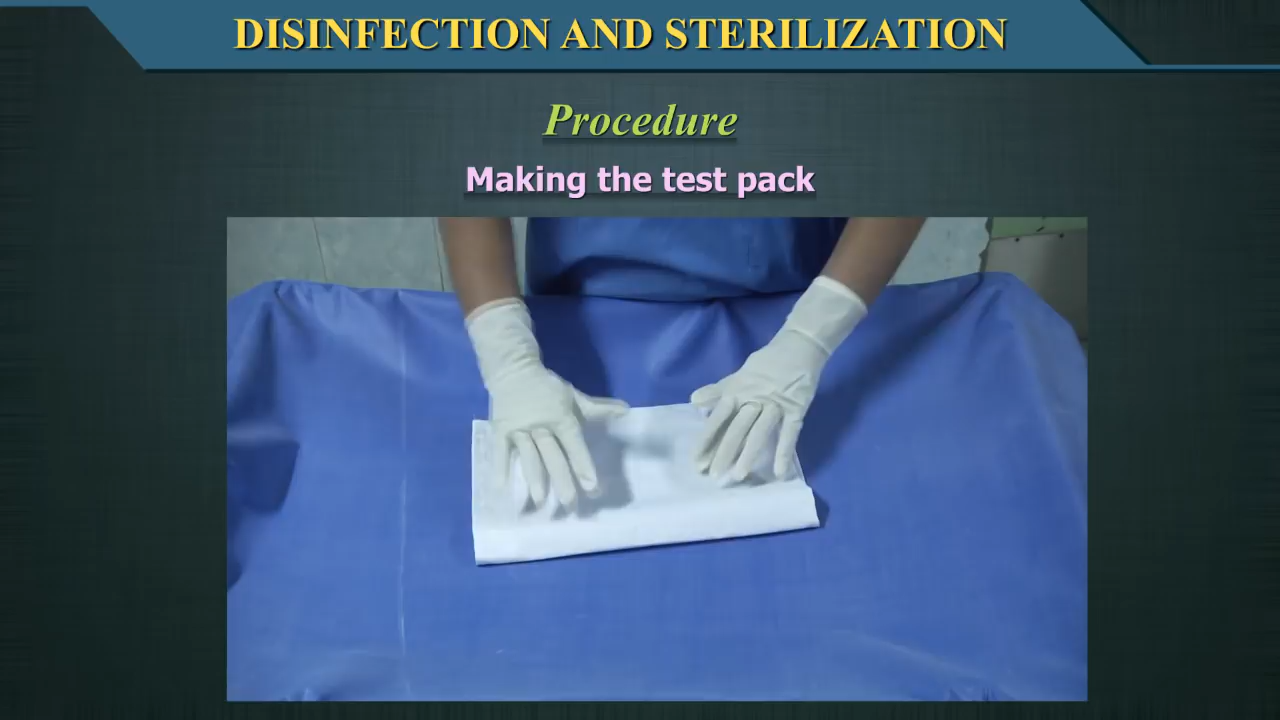 DISINFECTION AND STERILIZATION
Procedure
Making the test pack